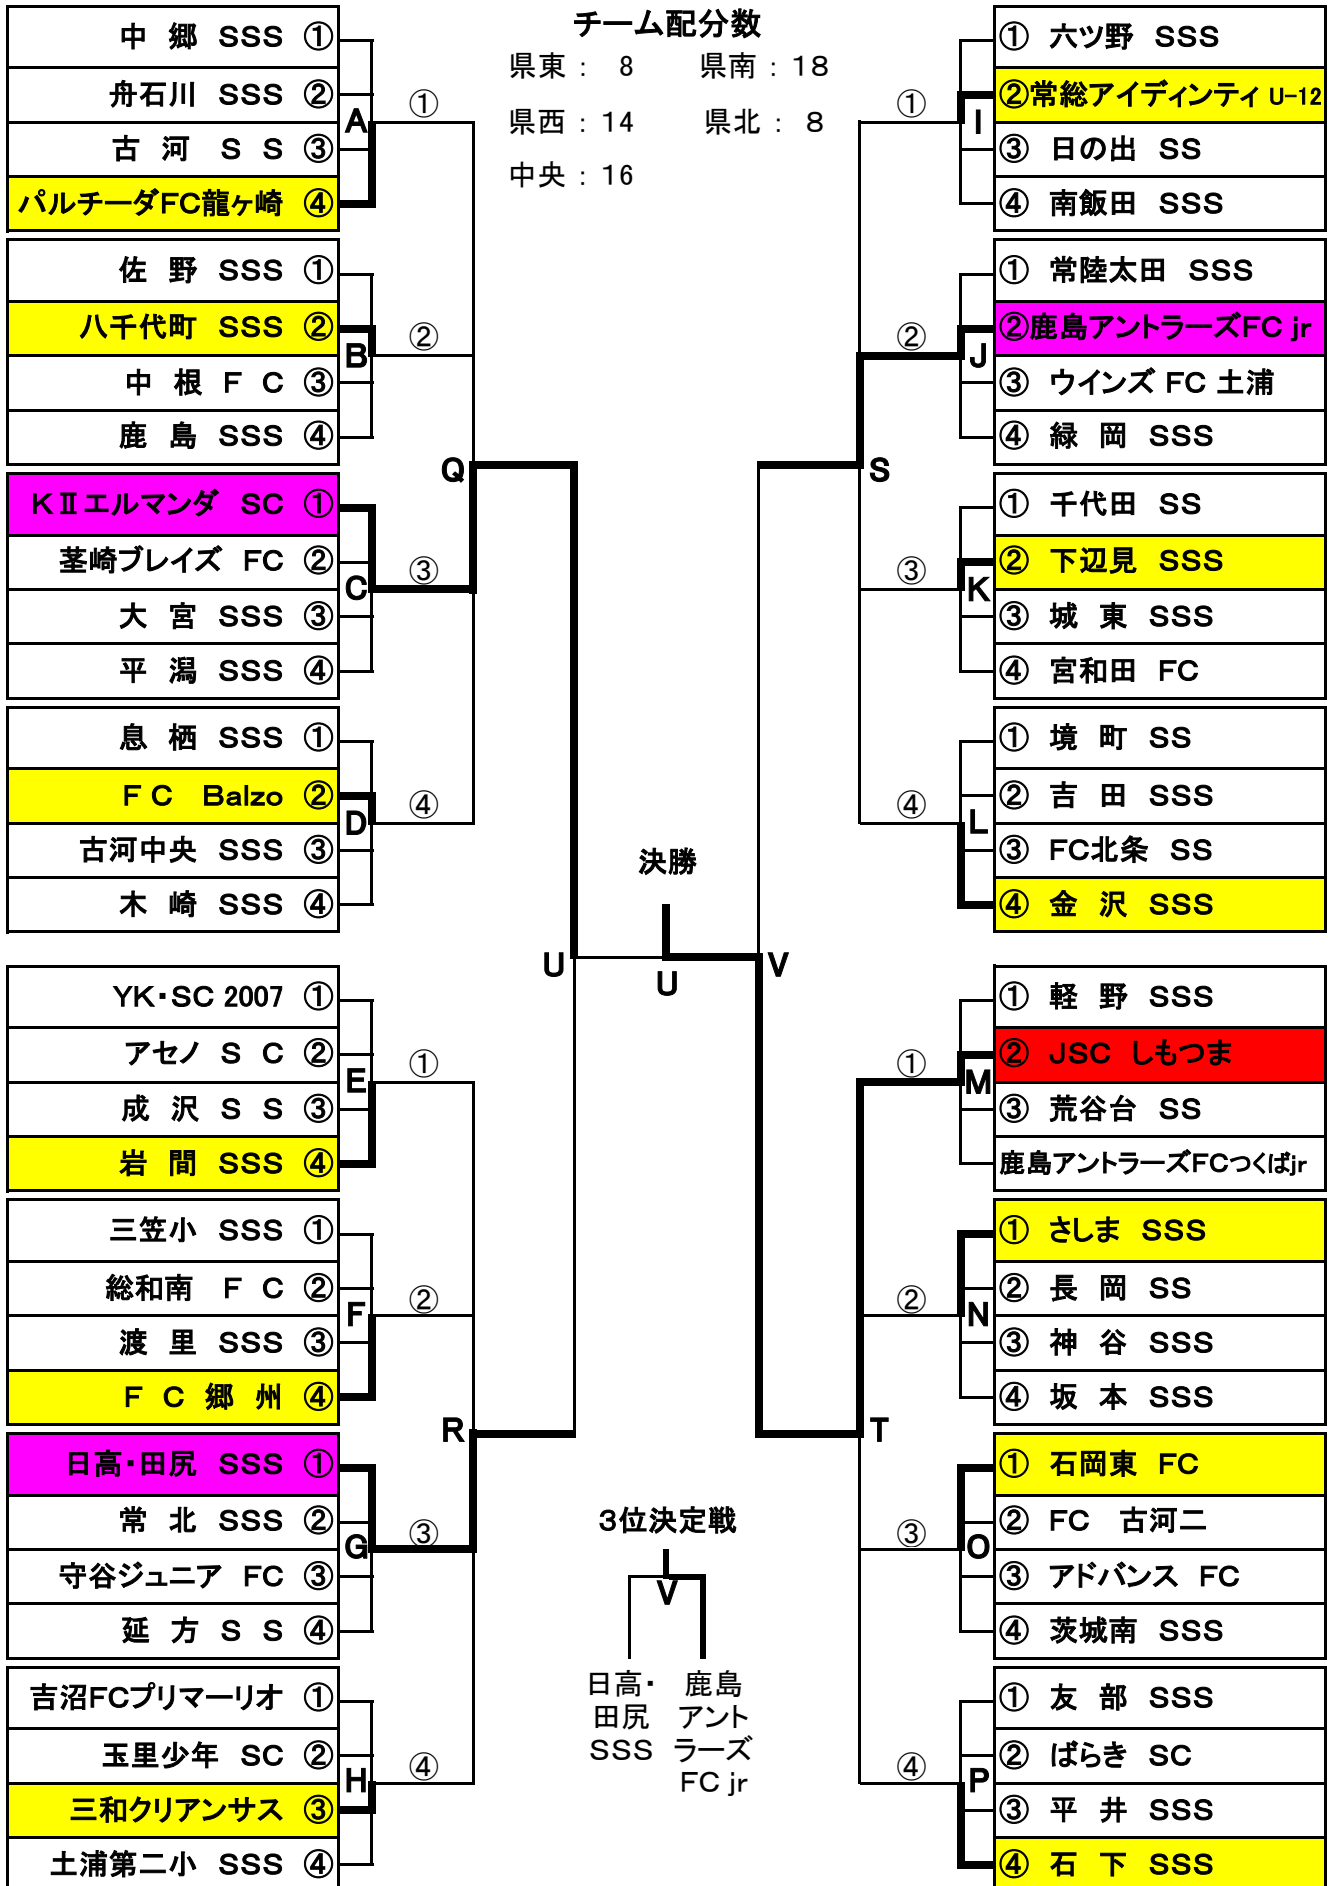 チーム配分数
県東： 8　県南：18
県西：14　県北： 8
中央：16
中 郷 SSS ①
舟石川 SSS ②
古 河 S S ③
パルチーダFC龍ヶ崎 ④
A
①
佐 野 SSS ①
八千代町 SSS ②
中 根 F C ③
鹿 島 SSS ④
B
②
KⅡエルマンダ SC ①
茎崎ブレイズ FC ②
大 宮 SSS ③
平 潟 SSS ④
C
③
息 栖 SSS ①
F C Balzo ②
古河中央 SSS ③
木 崎 SSS ④
D
④
Q
YK・SC 2007 ①
アセノ S C ②
成 沢 S S ③
岩 間 SSS ④
E
①
三笠小 SSS ①
総和南 F C ②
渡 里 SSS ③
F C 郷 州 ④
F
②
日高・田尻 SSS ①
常 北 SSS ②
守谷ジュニア FC ③
延 方 S S ④
G
③
吉沼FCプリマーリオ ①
玉里少年 SC ②
三和クリアンサス ③
土浦第二小 SSS ④
H
④
R
U
決勝
U
V
3位決定戦
V
日高・
田尻
SSS
鹿島
アント
ラーズ
FC jr
① 六ツ野 SSS
②常総アイディンティ U-12
③ 日の出 SS
④ 南飯田 SSS
I
①
① 常陸太田 SSS
②鹿島アントラーズFC jr
③ ウインズ FC 土浦
④ 緑 岡 SSS
J
②
① 千代田 SS
② 下辺見 SSS
③ 城 東 SSS
④ 宮和田 FC
K
③
① 境 町 SS
② 吉 田 SSS
③ FC北条 SS
④ 金 沢 SSS
L
④
S
① 軽 野 SSS
② JSC しもつま
③ 荒谷台 SS
鹿島アントラーズFCつくばjr
M
①
① さしま SSS
② 長 岡 SS
③ 神 谷 SSS
④ 坂 本 SSS
N
②
① 石岡東 FC
② FC 古河二
③ アドバンス FC
④ 茨城南 SSS
O
③
① 友 部 SSS
② ばらき SC
③ 平 井 SSS
④ 石 下 SSS
P
④
T